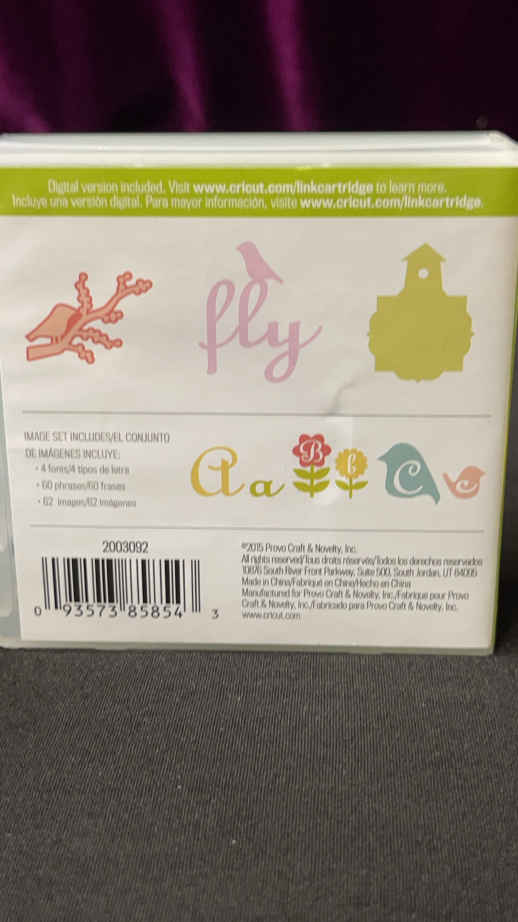 Digital version included. Visit www.cricut.com/linkcartridge to learn more.
Incluye una versión digital. Para mayor información, visite www.cricut.com/linkcartridge.
fly
IMAGE SET INCLUDES/EL CONJUNTO
DE IMÁGENES INCLUYE:
• 4 fonts/4 tipos de letra
• 60 phrases/60 frases
• 62 images/62 imágenes
A a B B C C
2003092
0 93573 85854 3
©2015 Provo Craft & Novelty, Inc.
All rights reserved/Tous droits réservés/Todos los derechos reservados
10876 South River Front Parkway, Suite 500, South Jordan, UT 84095
Made in China/Fabriqué en Chine/Hecho en China
Manufactured for Provo Craft & Novelty, Inc./Fabriqué pour Provo
Craft & Novelty, Inc./Fabricado para Provo Craft & Novelty, Inc.
www.cricut.com